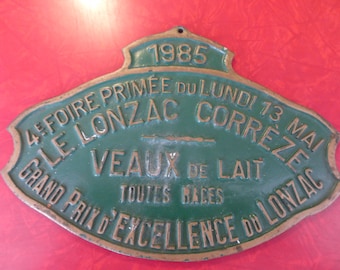 1985
4E FOIRE PRIMÉE DU LUNDI 13 MAI
LE LONZAC CORRÈZE
VEAUX DE LAIT
TOUTES RACES
GRAND PRIX D'EXCELLENCE DU LONZAC